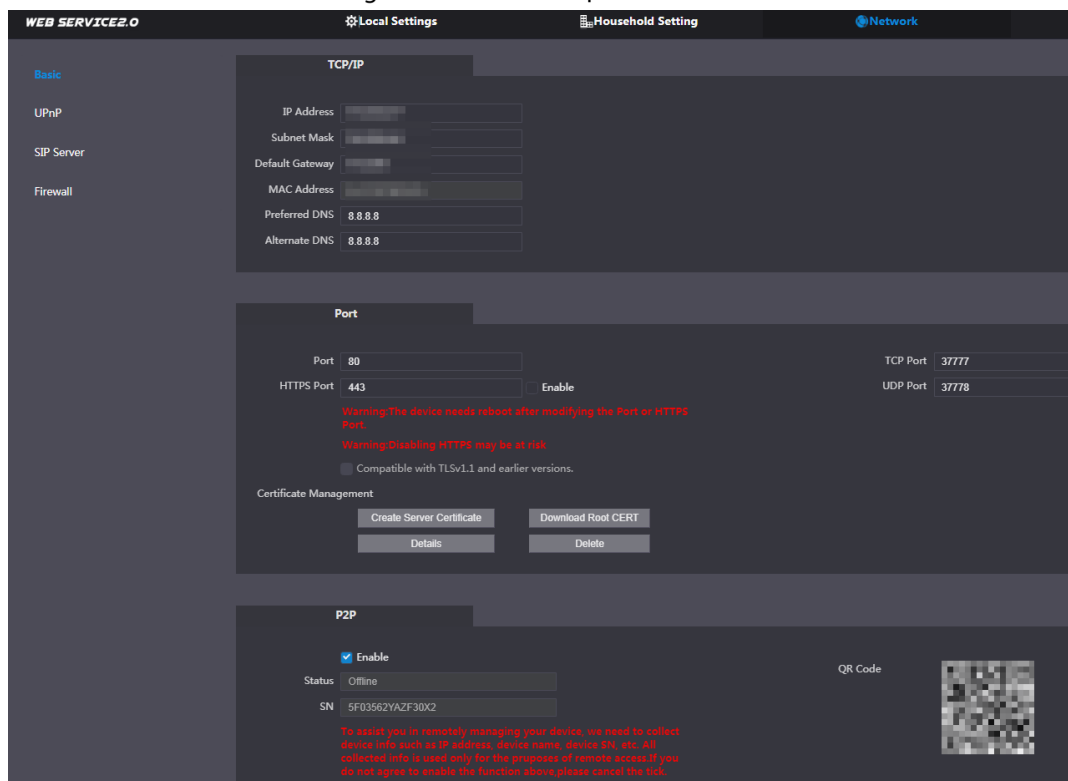 WEB SERVICE2.0
Local Settings
Household Setting
Network
Basic
UPnP
SIP Server
Firewall
TCP/IP
IP Address
Subnet Mask
Default Gateway
MAC Address
Preferred DNS 8.8.8.8
Alternate DNS 8.8.8.8
Port
Port 80
TCP Port 37777
HTTPS Port 443 Enable
UDP Port 37778
Warning:The device needs reboot after modifying the Port or HTTPS
Port.
Warning:Disabling HTTPS may be at risk
Compatible with TLSv1.1 and earlier versions.
Certificate Management
Create Server Certificate
Download Root CERT
Details
Delete
P2P
Enable
QR Code
Status Offline
SN 5F03562YAZF30X2
To assist you in remotely managing your device, we need to collect
device info such as IP address, device name, device SN, etc. All
collected info is used only for the pruposes of remote access.If you
do not agree to enable the function above,please cancel the tick.